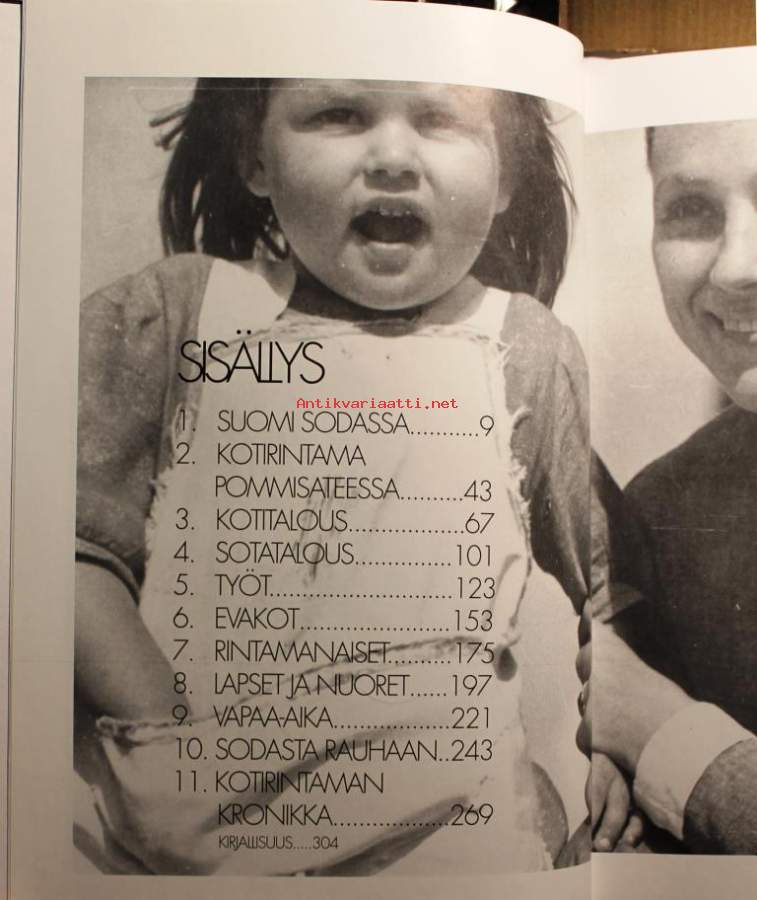 SISÄLLYS
Antikvariaatti.net
1. SUOMI SODASSA...........9
2. KOTIRINTAMA
POMMISATEESSA..........43
3. KOTITALOUS..................67
4. SOTATALOUS...............101
5. TYÖT.............................123
6. EVAKOT.......................153
7. RINTAMANAISET..........175
8. LAPSET JA NUORET......197
9. VAPAA-AIKA..................221
10. SODASTA RAUHAAN..243
11. KOTIRINTAMAN
KRONIKKA...................269
KIRJALLISUUS.....304